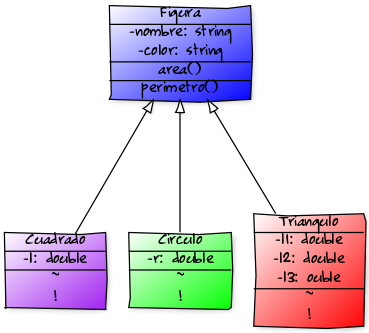 Figura
-nombre: string
-color: string
area()
perimetro()
Cuadrado
-l: double
~
!
Circulo
-r: double
~
!
Triangulo
-l1: double
-l2: double
-l3: ouble
~
!